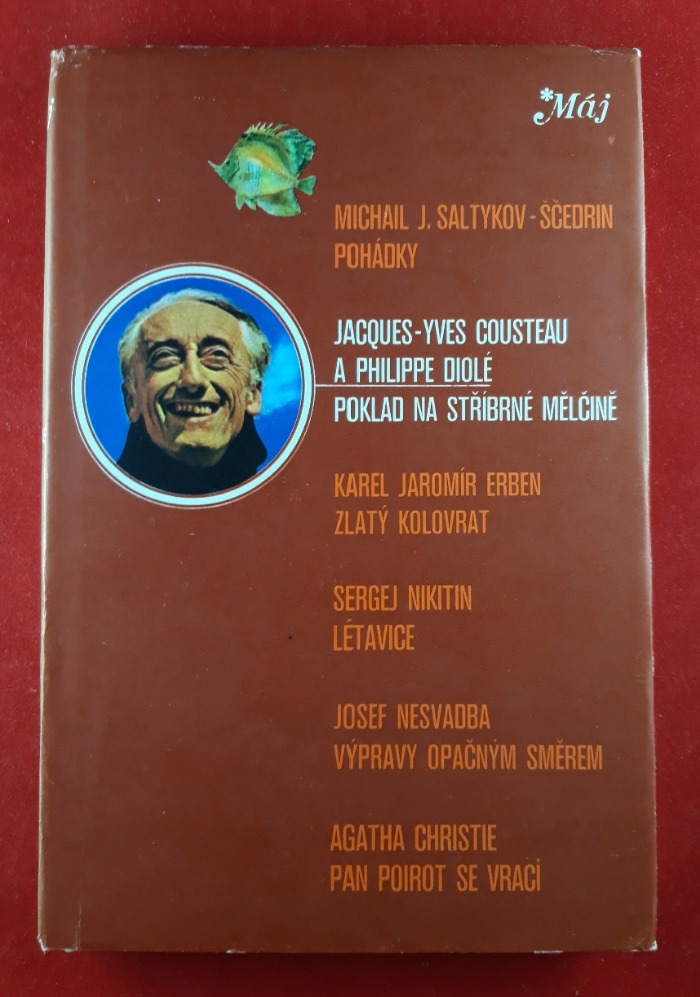 *Máj
MICHAIL J. SALTYKOV-ŠČEDRIN
POHÁDKY
JACQUES-YVES COUSTEAU
A PHILIPPE DIOLÉ
POKLAD NA STŘÍBRNÉ MĚLČINĚ
KAREL JAROMÍR ERBEN
ZLATÝ KOLOVRAT
SERGEJ NIKITIN
LÉTAVICE
JOSEF NESVADBA
VÝPRAVY OPAČNÝM SMĚREM
AGATHA CHRISTIE
PAN POIROT SE VRACÍ